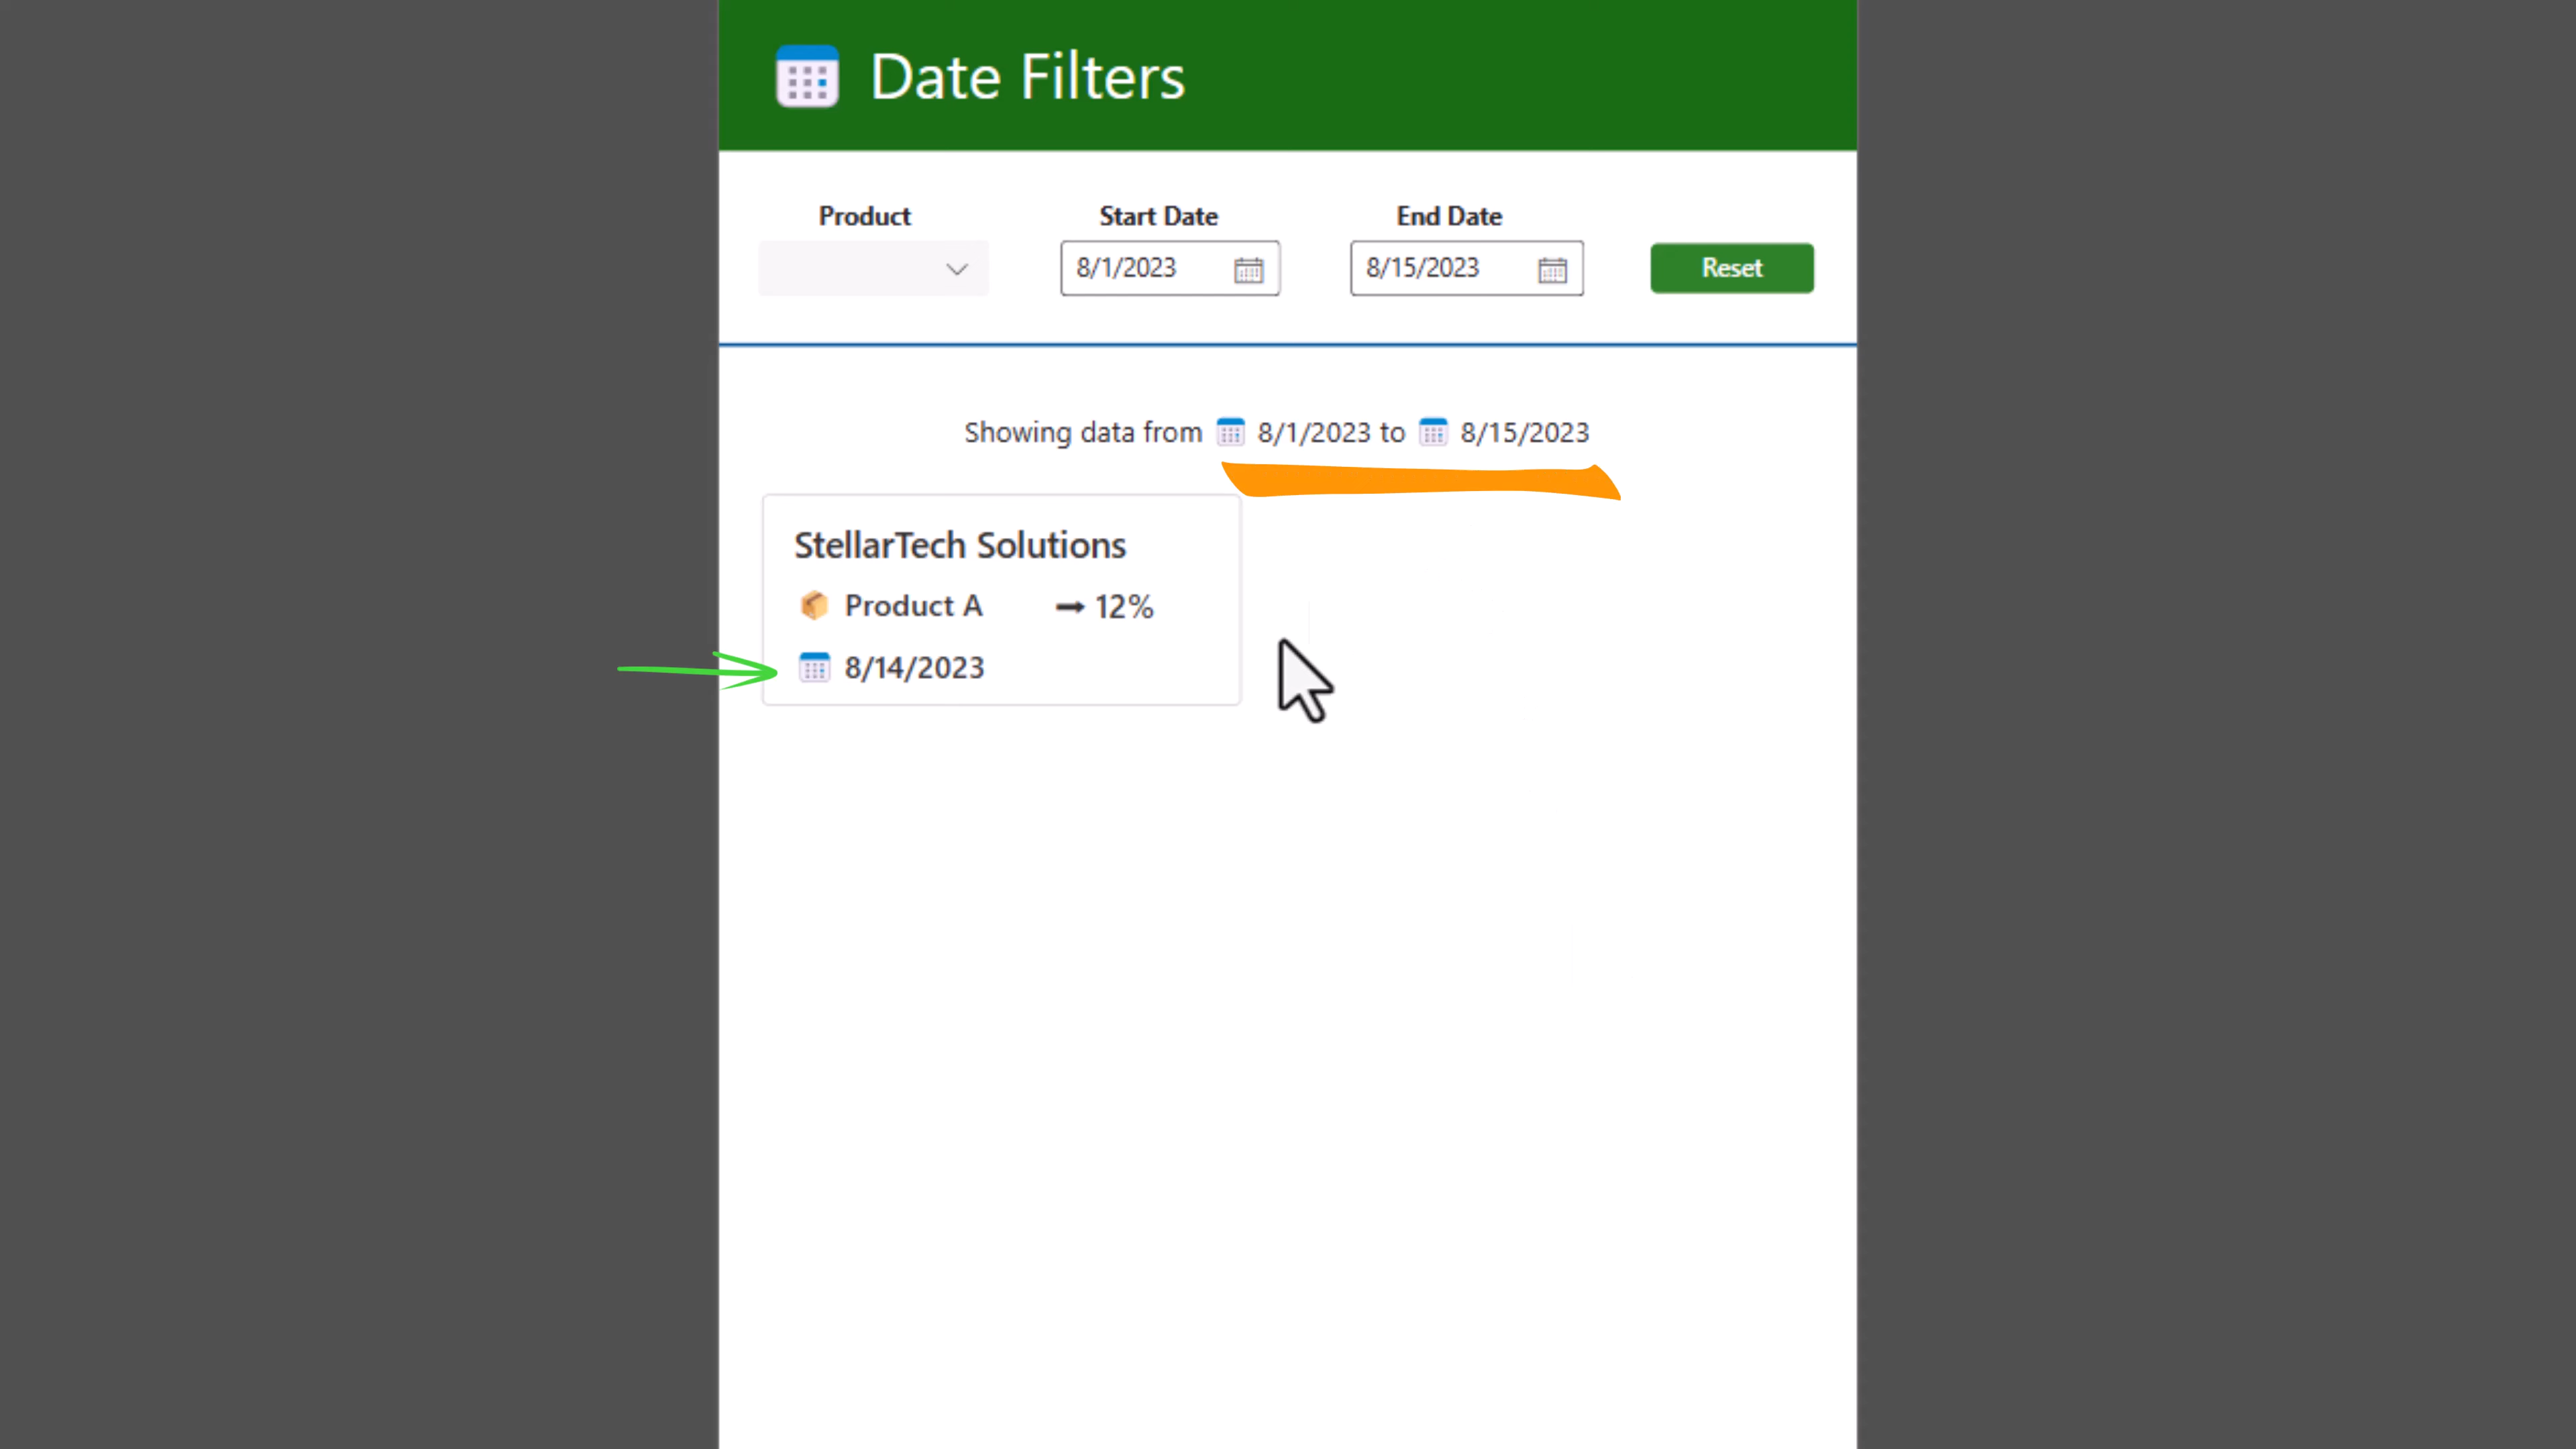 Date Filters
Product Start Date End Date
8/1/2023 8/15/2023 Reset
Showing data from 8/1/2023 to 8/15/2023
StellarTech Solutions
Product A 12%
8/14/2023